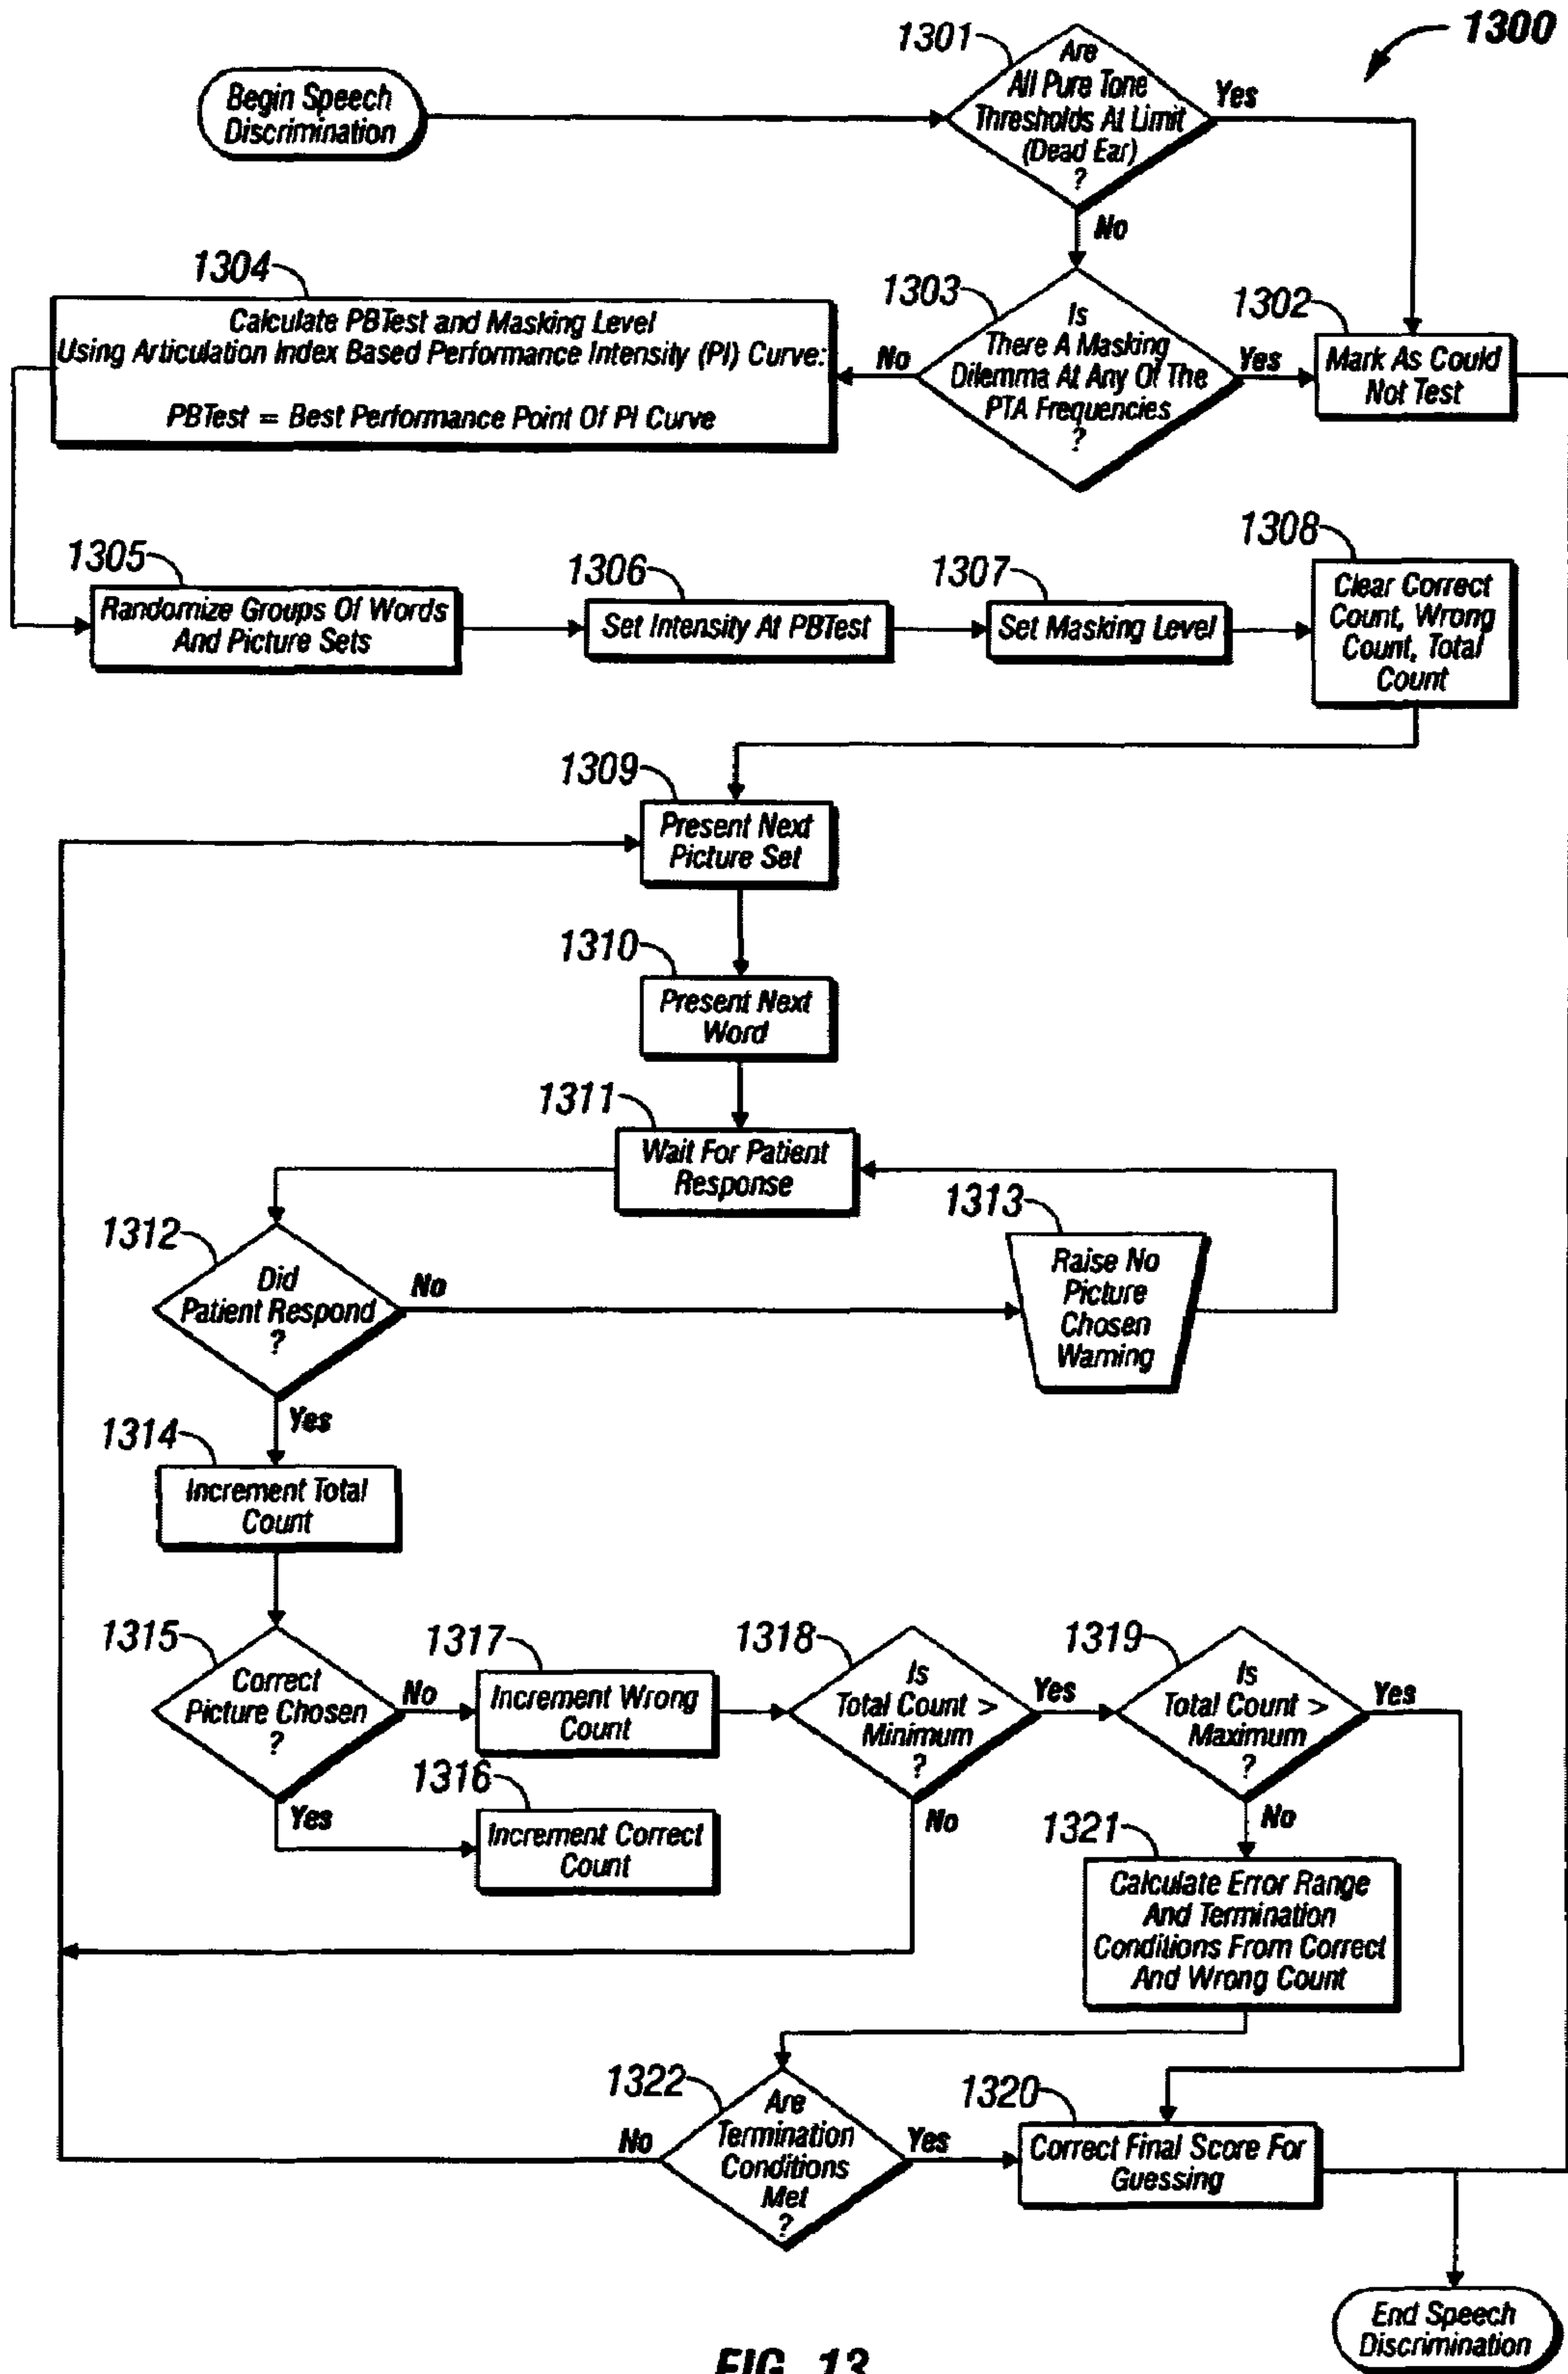 1300
1301
Begin Speech
Discrimination
Are
All Pure Tone
Thresholds At Limit
(Dead Ear)
?
Yes
No
1304
Calculate PBTest and Masking Level
Using Articulation Index Based Performance Intensity (PI) Curve:
PBTest = Best Performance Point Of PI Curve
No
1303
Is
There A Masking
Dilemma At Any Of The
PTA Frequencies
?
Yes
1302
Mark As Could
Not Test
1305
Randomize Groups Of Words
And Picture Sets
1306
Set Intensity At PBTest
1307
Set Masking Level
1308
Clear Correct
Count, Wrong
Count, Total
Count
1309
Present Next
Picture Set
1310
Present Next
Word
1311
Wait For Patient
Response
1312
Did
Patient Respond
?
No
1313
Raise No
Picture
Chosen
Warning
Yes
1314
Increment Total
Count
1315
Correct
Picture Chosen
?
No
1317
Increment Wrong
Count
1318
Is
Total Count >
Minimum
?
Yes
1319
Is
Total Count >
Maximum
?
Yes
Yes
1316
Increment Correct
Count
No
No
1321
Calculate Error Range
And Termination
Conditions From Correct
And Wrong Count
1322
Are
Termination
Conditions
Met
?
No
Yes
1320
Correct Final Score For
Guessing
End Speech
Discrimination
FIG. 13